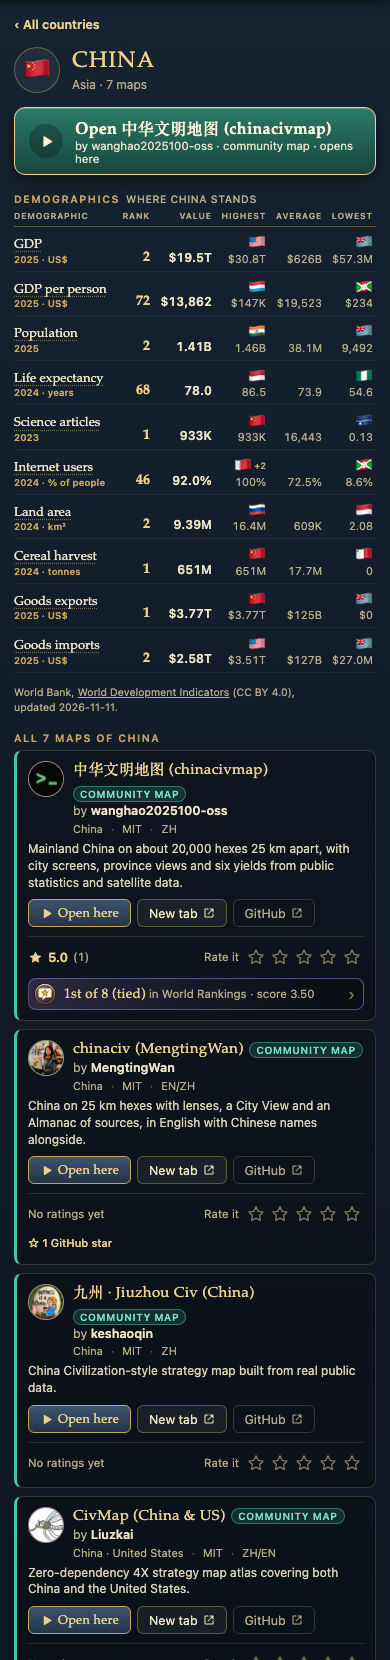 ‹ All countries
CHINA
Asia · 7 maps
Open 中华文明地图 (chinacivmap)
by wanghao2025100-oss · community map · opens
here
DEMOGRAPHICS WHERE CHINA STANDS
DEMOGRAPHIC RANK VALUE HIGHEST AVERAGE LOWEST
GDP
2025 · US$ 2 $19.5T $30.8T $626B $57.3M
GDP per person
2025 · US$ 72 $13,862 $147K $19,523 $234
Population
2025 2 1.41B 1.46B 38.1M 9,492
Life expectancy
2024 · years 68 78.0 86.5 73.9 54.6
Science articles
2023 1 933K 933K 16,443 0.13
Internet users +2
2024 · % of people 46 92.0% 100% 72.5% 8.6%
Land area
2024 · km² 2 9.39M 16.4M 609K 2.08
Cereal harvest
2024 · tonnes 1 651M 651M 17.7M 0
Goods exports
2025 · US$ 1 $3.77T $3.77T $125B $0
Goods imports
2025 · US$ 2 $2.58T $3.51T $127B $27.0M
World Bank, World Development Indicators (CC BY 4.0),
updated 2026-11-11.
ALL 7 MAPS OF CHINA
>_ 中华文明地图 (chinacivmap)
COMMUNITY MAP
by wanghao2025100-oss
China · MIT · ZH
Mainland China on about 20,000 hexes 25 km apart, with
city screens, province views and six yields from public
statistics and satellite data.
Open here New tab GitHub
★ 5.0 (1) Rate it
1st of 8 (tied) in World Rankings · score 3.50 ›
chinaciv (MengtingWan) COMMUNITY MAP
by MengtingWan
China · MIT · EN/ZH
China on 25 km hexes with lenses, a City View and an
Almanac of sources, in English with Chinese names
alongside.
Open here New tab GitHub
No ratings yet Rate it
☆ 1 GitHub star
九州 · Jiuzhou Civ (China)
COMMUNITY MAP
by keshaoqin
China · MIT · ZH
China Civilization-style strategy map built from real public
data.
Open here New tab GitHub
No ratings yet Rate it
CivMap (China & US) COMMUNITY MAP
by Liuzkai
China · United States · MIT · ZH/EN
Zero-dependency 4X strategy map atlas covering both
China and the United States.
Open here New tab GitHub